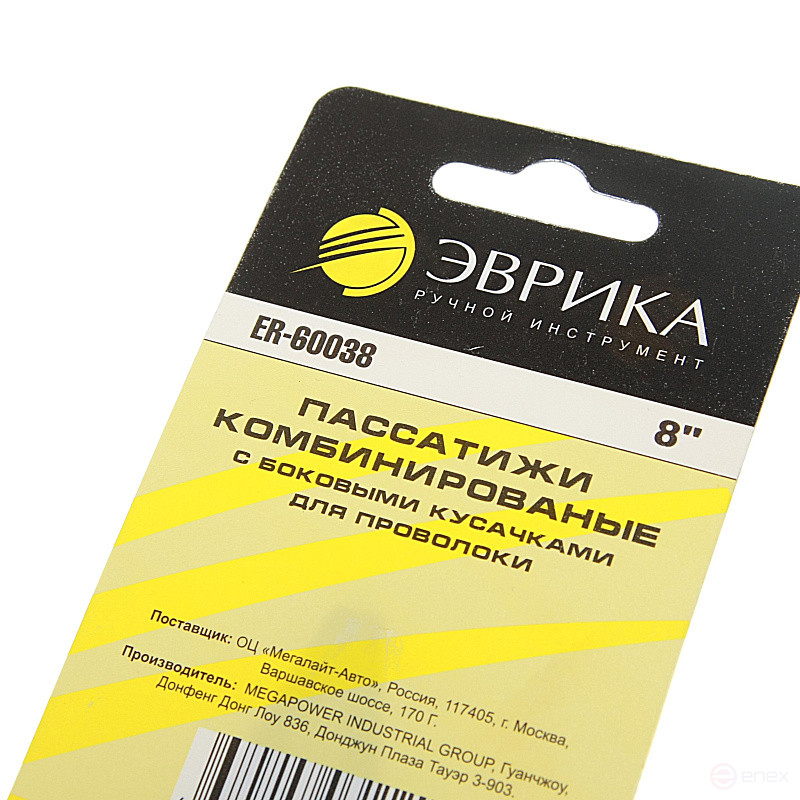 ЭВРИКА
РУЧНОЙ ИНСТРУМЕНТ
ER-60038
8"
ПАССАТИЖИ
КОМБИНИРОВАНЫЕ
С БОКОВЫМИ КУСАЧКАМИ
ДЛЯ ПРОВОЛОКИ
Поставщик: ОЦ «Мегалайт-Авто», Россия, 117405, г. Москва,
Варшавское шоссе, 170 Г.
Производитель: MEGAPOWER INDUSTRIAL GROUP, Гуанчжоу,
Донфенг Донг Лоу 836, Донджун Плаза Тауэр 3-903.
enex